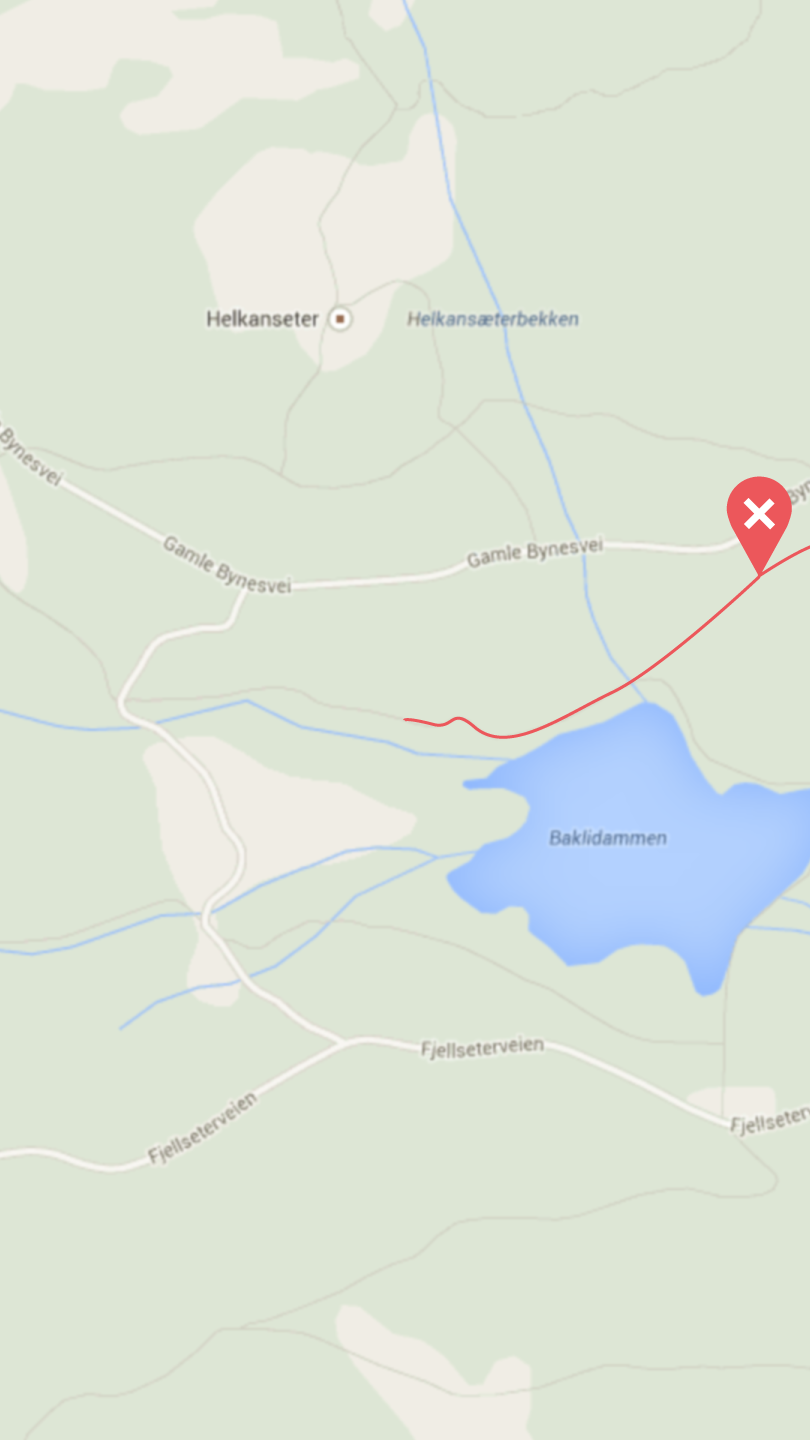 Helkanseter
Helkansæterbekken
Bynesvei
Gamle Bynesvei
Gamle Bynesvei
Baklidammen
Fjellseterveien
Fjellseterveien